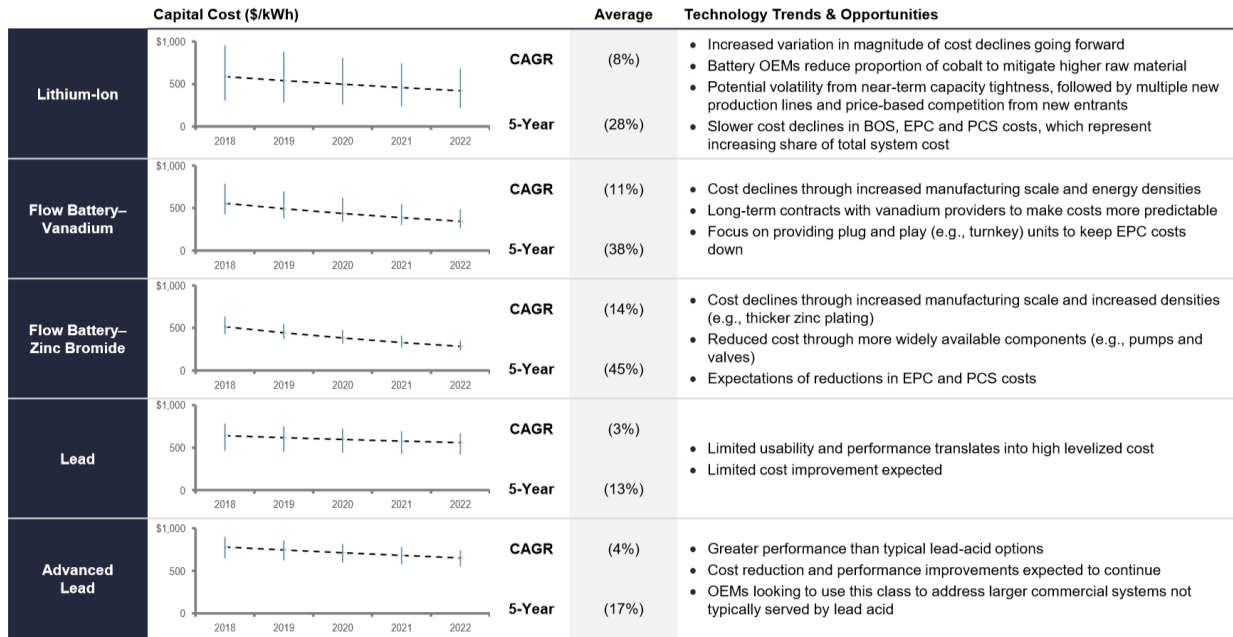 Capital Cost ($/kWh) Average Technology Trends & Opportunities
Lithium-Ion
$1,000
500
0
2018 2019 2020 2021 2022
CAGR (8%)
5-Year (28%)
• Increased variation in magnitude of cost declines going forward
• Battery OEMs reduce proportion of cobalt to mitigate higher raw material
• Potential volatility from near-term capacity tightness, followed by multiple new
production lines and price-based competition from new entrants
• Slower cost declines in BOS, EPC and PCS costs, which represent
increasing share of total system cost
Flow Battery–
Vanadium
$1,000
500
0
2018 2019 2020 2021 2022
CAGR (11%)
5-Year (38%)
• Cost declines through increased manufacturing scale and energy densities
• Long-term contracts with vanadium providers to make costs more predictable
• Focus on providing plug and play (e.g., turnkey) units to keep EPC costs
down
Flow Battery–
Zinc Bromide
$1,000
500
0
2018 2019 2020 2021 2022
CAGR (14%)
5-Year (45%)
• Cost declines through increased manufacturing scale and increased densities
(e.g., thicker zinc plating)
• Reduced cost through more widely available components (e.g., pumps and
valves)
• Expectations of reductions in EPC and PCS costs
Lead
$1,000
500
0
2018 2019 2020 2021 2022
CAGR (3%)
5-Year (13%)
• Limited usability and performance translates into high levelized cost
• Limited cost improvement expected
Advanced
Lead
$1,000
500
0
2018 2019 2020 2021 2022
CAGR (4%)
5-Year (17%)
• Greater performance than typical lead-acid options
• Cost reduction and performance improvements expected to continue
• OEMs looking to use this class to address larger commercial systems not
typically served by lead acid